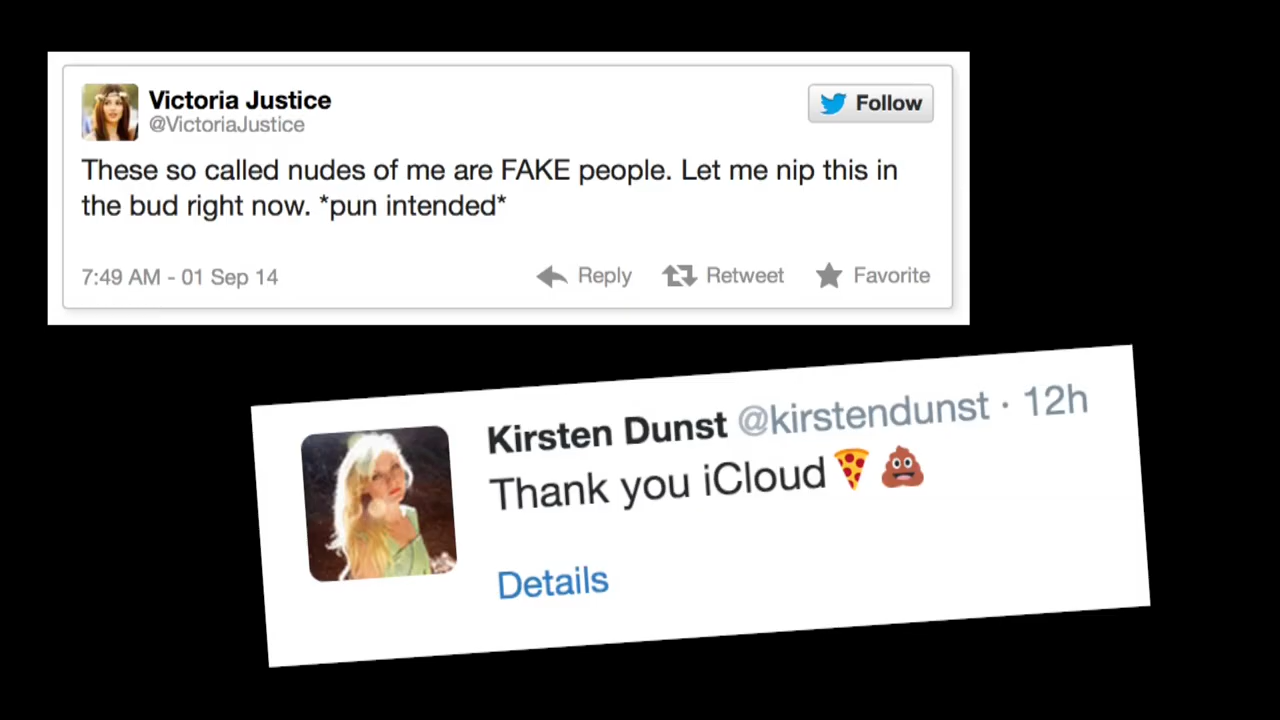 Victoria Justice
@VictoriaJustice
Follow
These so called nudes of me are FAKE people. Let me nip this in
the bud right now. *pun intended*
7:49 AM - 01 Sep 14
Reply
Retweet
Favorite
Kirsten Dunst @kirstendunst · 12h
Thank you iCloud🍕💩
Details